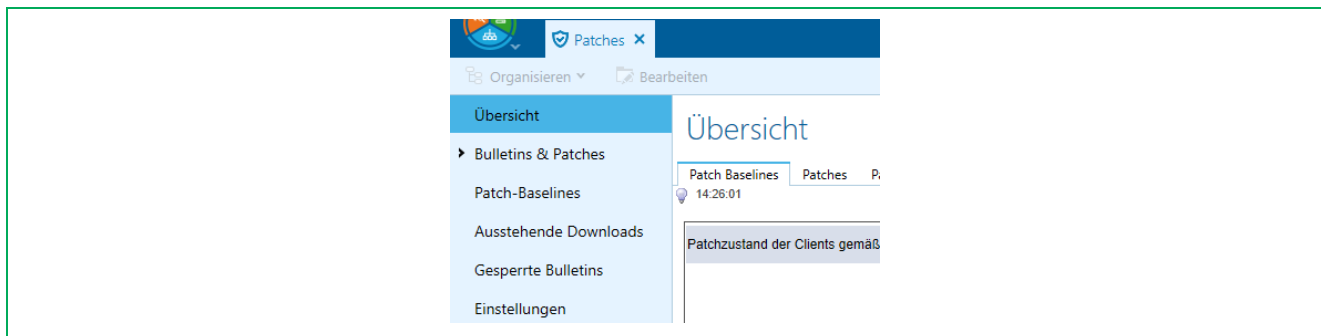 Patches
Organisieren
Bearbeiten
Übersicht
Bulletins & Patches
Patch-Baselines
Ausstehende Downloads
Gesperrte Bulletins
Einstellungen
Übersicht
Patch Baselines Patches
14:26:01
Patchzustand der Clients gemäß